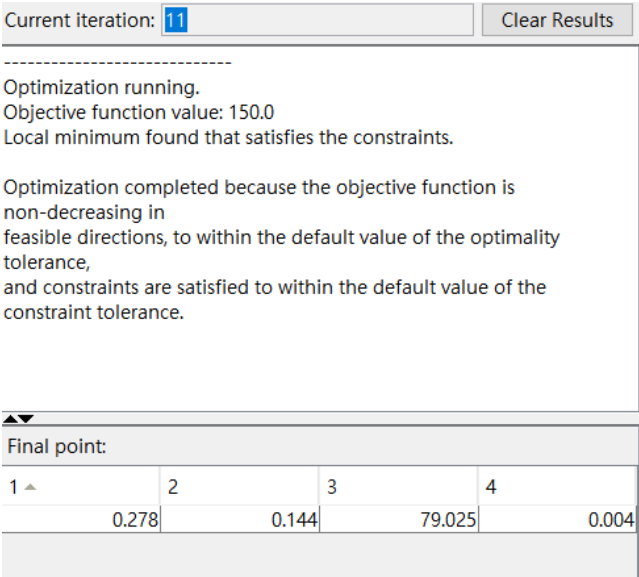 Current iteration: 11 Clear Results
-----------------------------
Optimization running.
Objective function value: 150.0
Local minimum found that satisfies the constraints.
Optimization completed because the objective function is
non-decreasing in
feasible directions, to within the default value of the optimality
tolerance,
and constraints are satisfied to within the default value of the
constraint tolerance.
Final point:
1 2 3 4
0.278 0.144 79.025 0.004